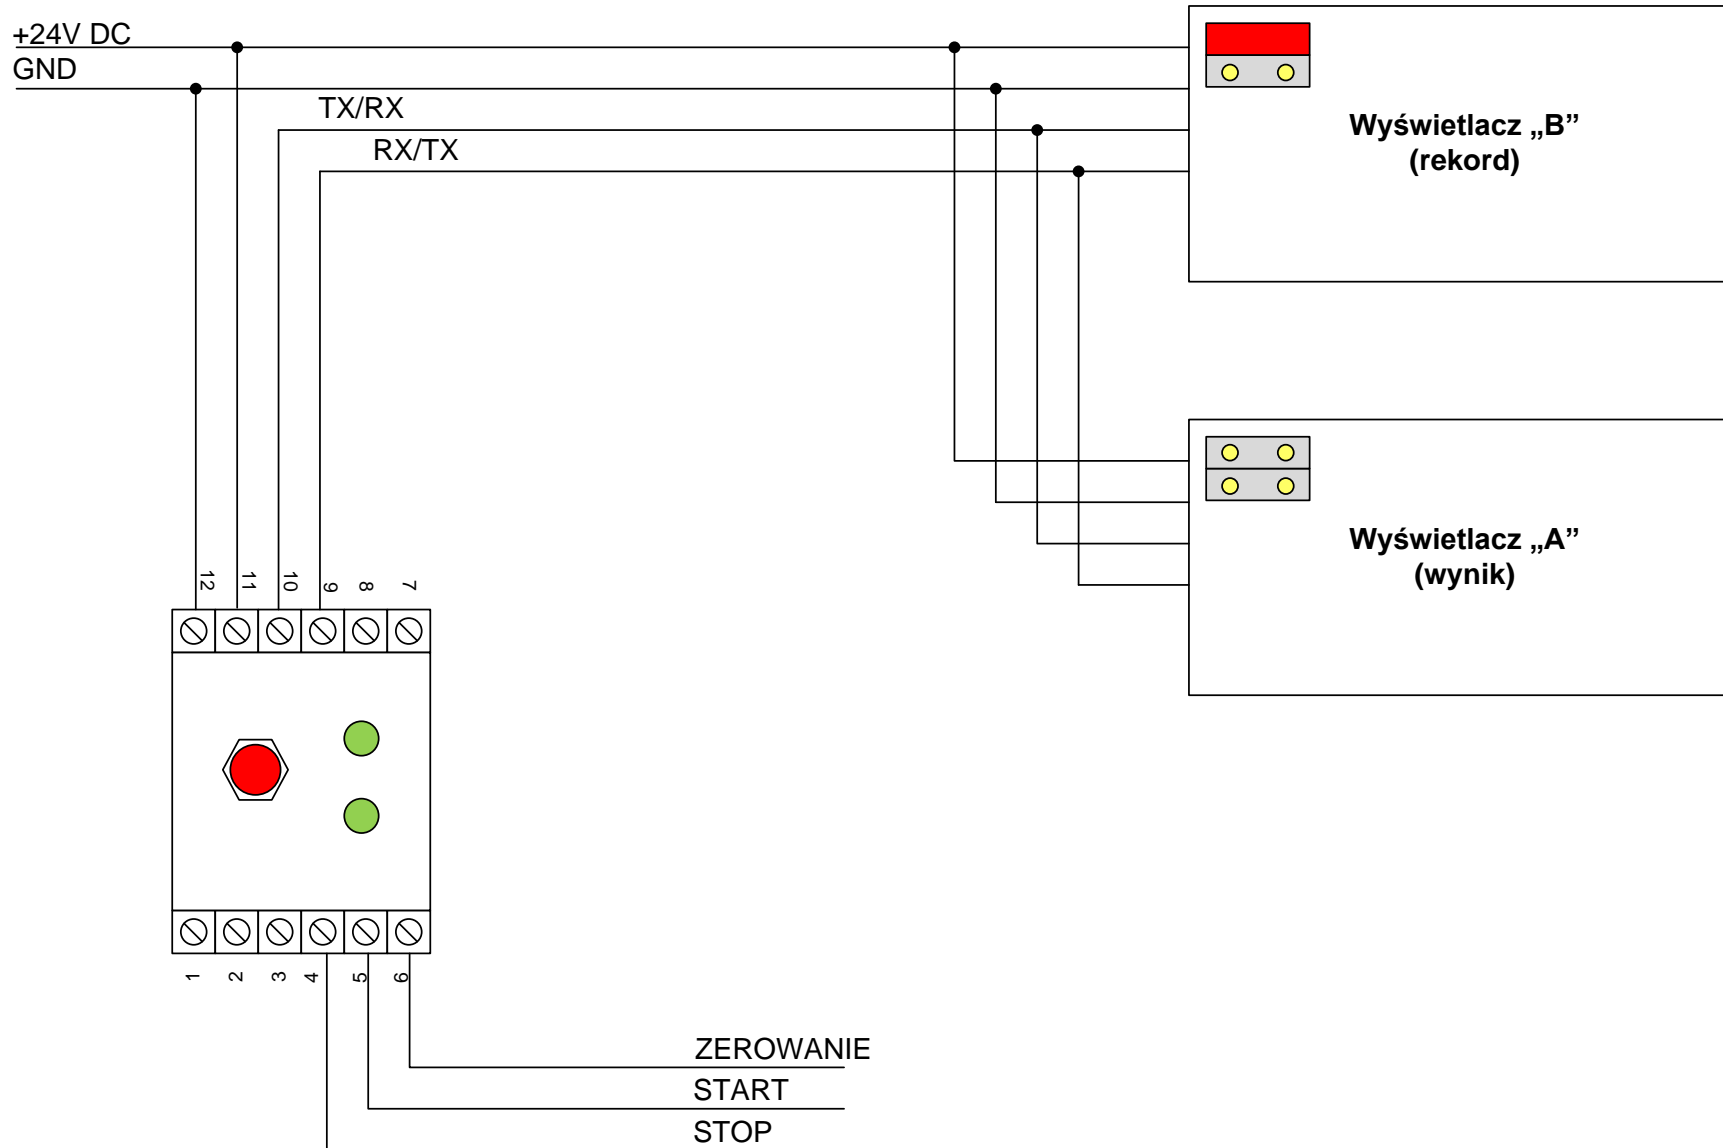 +24V DC
GND
TX/RX
RX/TX
Wyświetlacz „B”
(rekord)
Wyświetlacz „A”
(wynik)
12 11 10 9 8 7
1 2 3 4 5 6
ZEROWANIE
START
STOP